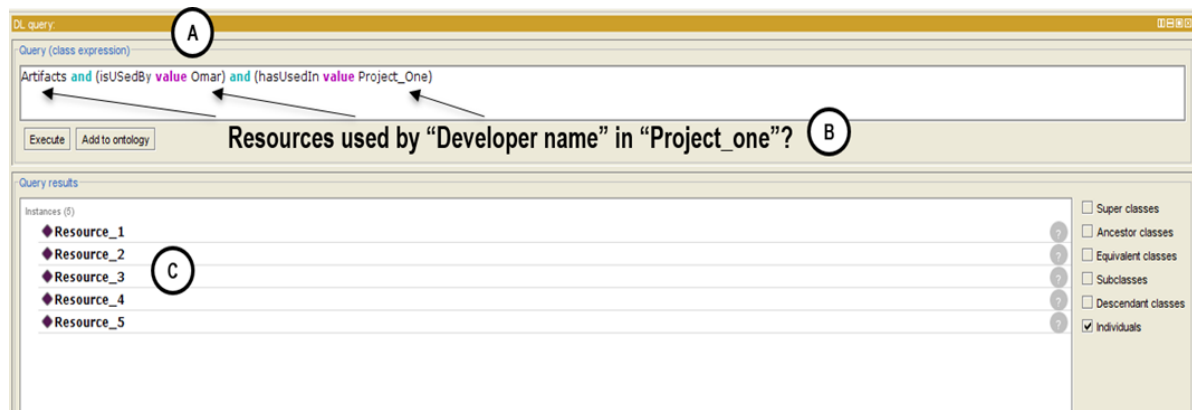 DL query:
A
Query (class expression)
Artifacts and (isUSedBy value Omar) and (hasUsedIn value Project_One)
Execute Add to ontology
Resources used by “Developer name” in “Project_one”?
B
Query results
Instances (5)
Resource_1 ?
Resource_2 ?
Resource_3 ?
Resource_4 ?
Resource_5 ?
C
Super classes
Ancestor classes
Equivalent classes
Subclasses
Descendant classes
Individuals